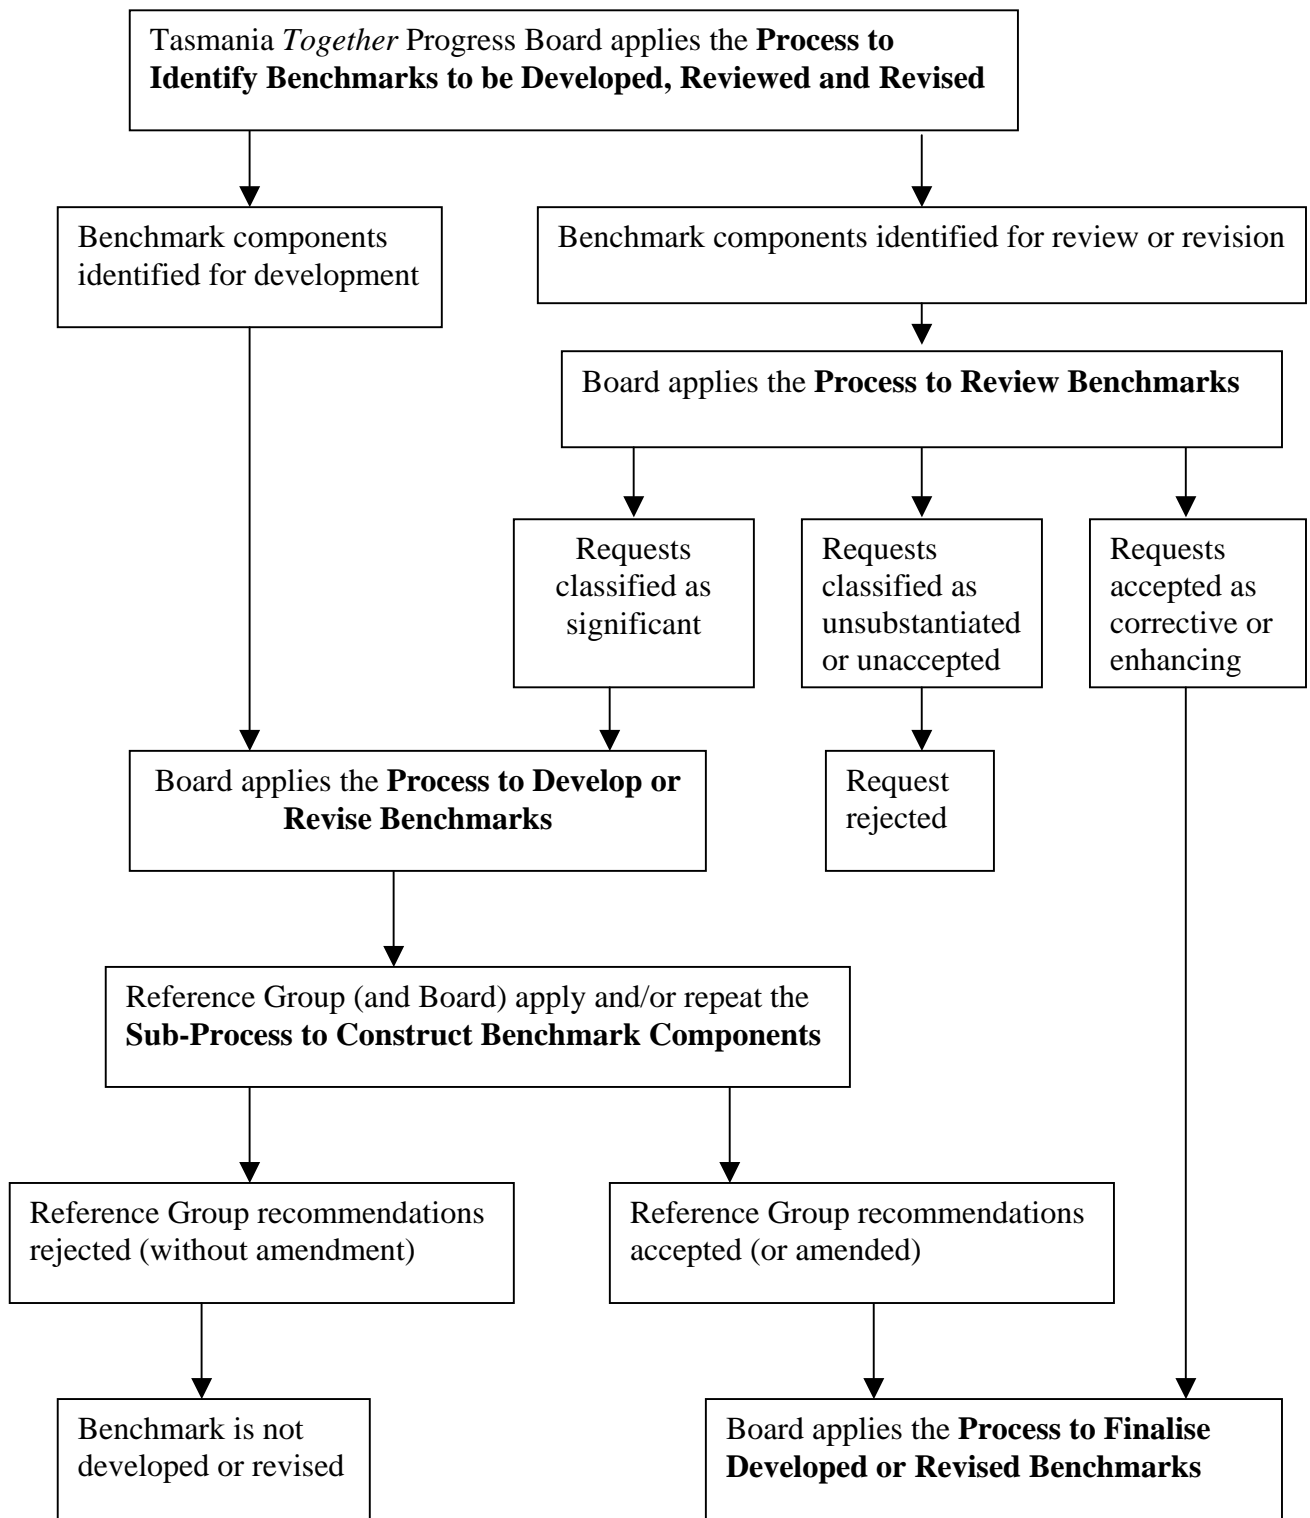 Tasmania Together Progress Board applies the Process to
Identify Benchmarks to be Developed, Reviewed and Revised
Benchmark components
identified for development
Benchmark components identified for review or revision
Board applies the Process to Review Benchmarks
Requests
classified as
significant
Requests
classified as
unsubstantiated
or unaccepted
Requests
accepted as
corrective or
enhancing
Board applies the Process to Develop or
Revise Benchmarks
Request
rejected
Reference Group (and Board) apply and/or repeat the
Sub-Process to Construct Benchmark Components
Reference Group recommendations
rejected (without amendment)
Reference Group recommendations
accepted (or amended)
Benchmark is not
developed or revised
Board applies the Process to Finalise
Developed or Revised Benchmarks